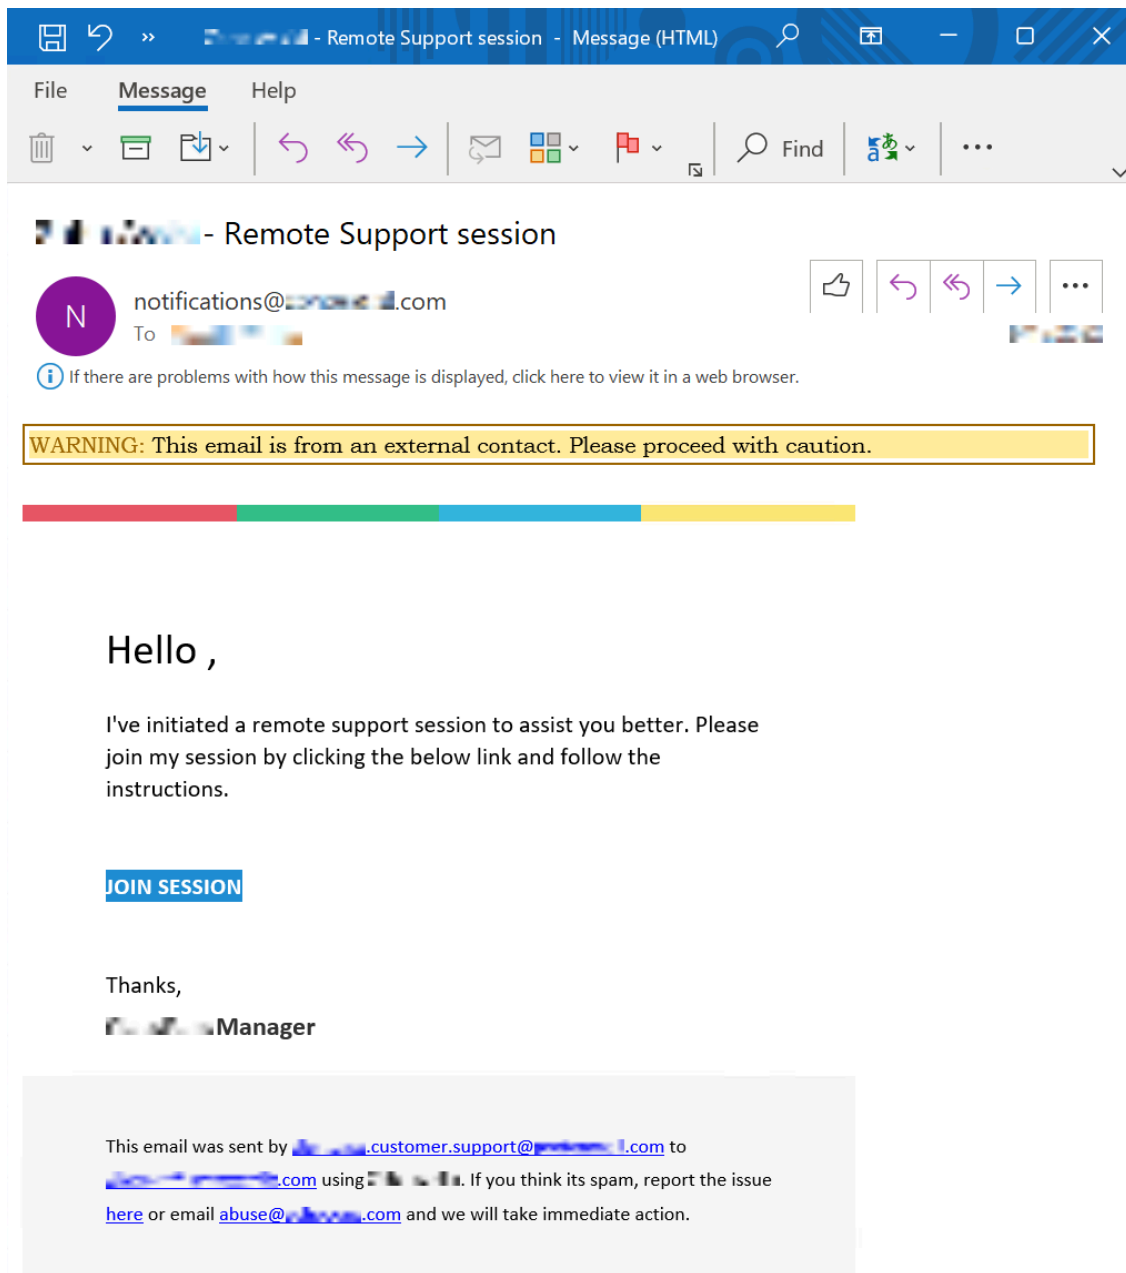 - Remote Support session - Message (HTML)
File Message Help
Find
- Remote Support session
N
notifications@ .com
To
If there are problems with how this message is displayed, click here to view it in a web browser.
WARNING: This email is from an external contact. Please proceed with caution.
Hello ,
I've initiated a remote support session to assist you better. Please
join my session by clicking the below link and follow the
instructions.
JOIN SESSION
Thanks,
Manager
This email was sent by .customer.support@ .com to
.com using . If you think its spam, report the issue
here or email abuse@ .com and we will take immediate action.